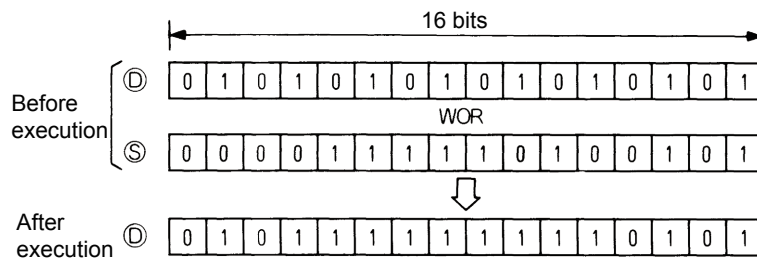 16 bits
Before execution
Ⓓ 0 1 0 1 0 1 0 1 0 1 0 1 0 1 0 1
WOR
Ⓢ 0 0 0 0 1 1 1 1 1 0 1 0 0 1 0 1
After execution
Ⓓ 0 1 0 1 1 1 1 1 1 1 1 1 0 1 0 1